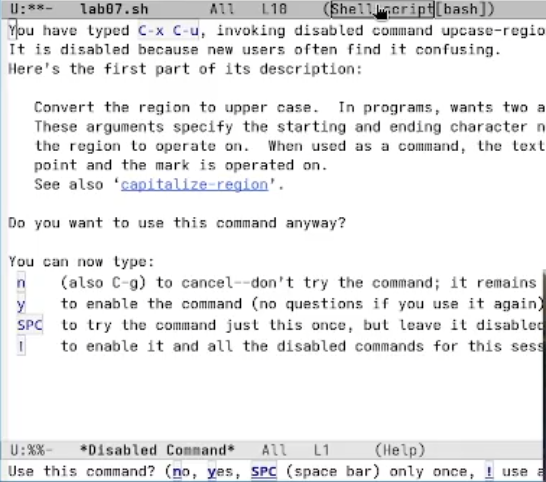 U:**-  lab07.sh  All  L18  (Shell-script[bash])
You have typed C-x C-u, invoking disabled command upcase-regio
It is disabled because new users often find it confusing.
Here's the first part of its description:
Convert the region to upper case.  In programs, wants two a
These arguments specify the starting and ending character n
the region to operate on.  When used as a command, the text
point and the mark is operated on.
See also ‘capitalize-region’.
Do you want to use this command anyway?
You can now type:
n    (also C-g) to cancel--don't try the command; it remains
y    to enable the command (no questions if you use it again)
SPC  to try the command just this once, but leave it disabled
!    to enable it and all the disabled commands for this sess
U:%%-  *Disabled Command*  All  L1  (Help)
Use this command? (no, yes, SPC (space bar) only once, ! use a